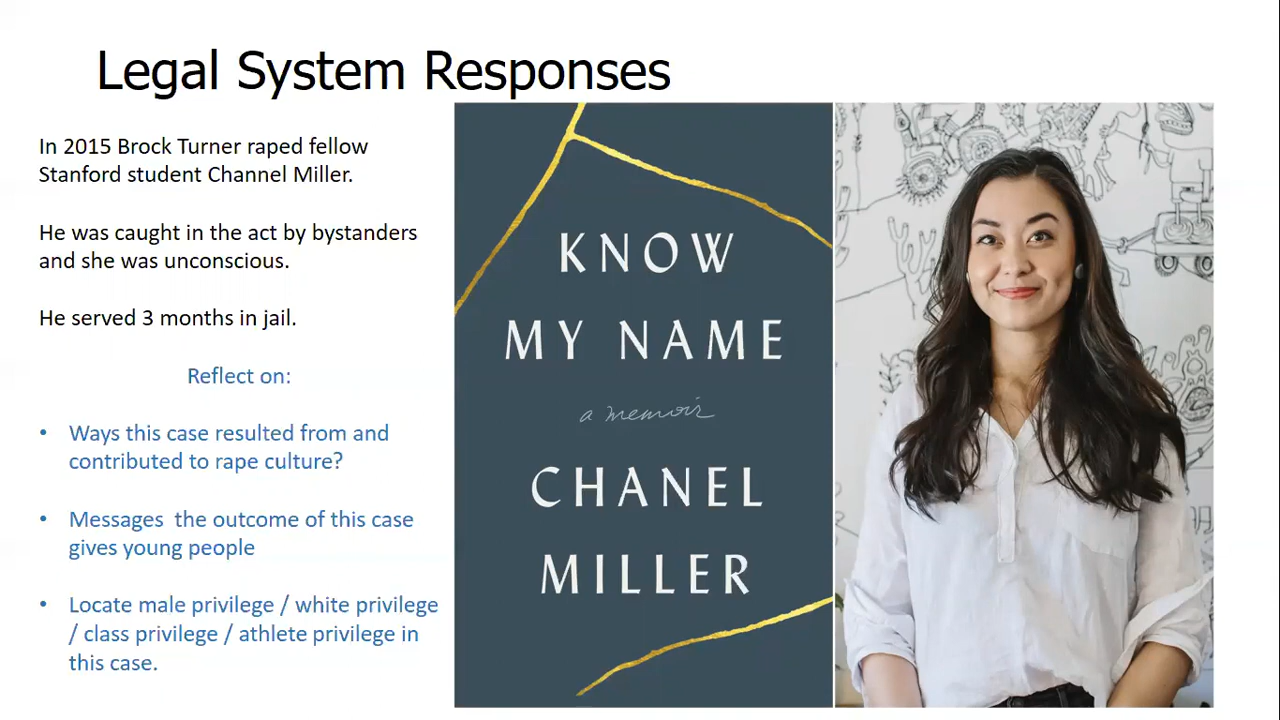 Legal System Responses
In 2015 Brock Turner raped fellow
Stanford student Channel Miller.
He was caught in the act by bystanders
and she was unconscious.
He served 3 months in jail.
Reflect on:
• Ways this case resulted from and
contributed to rape culture?
• Messages  the outcome of this case
gives young people
• Locate male privilege / white privilege
/ class privilege / athlete privilege in
this case.
KNOW
MY NAME
a memoir
CHANEL
MILLER